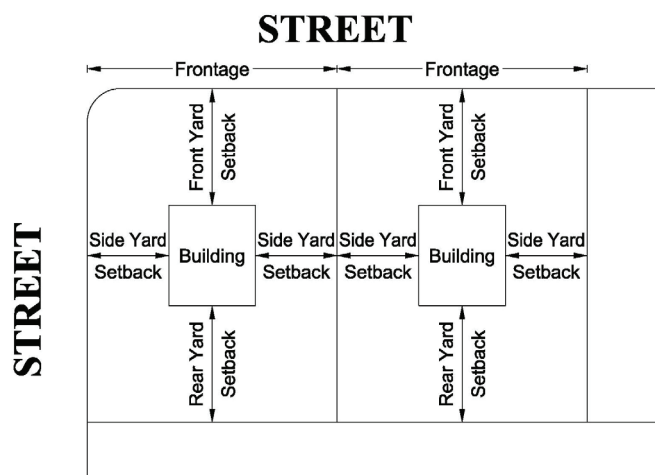 STREET
Frontage
Frontage
Front Yard
Setback
Front Yard
Setback
STREET
Side Yard
Setback
Building
Side Yard
Setback
Side Yard
Setback
Building
Side Yard
Setback
Rear Yard
Setback
Rear Yard
Setback